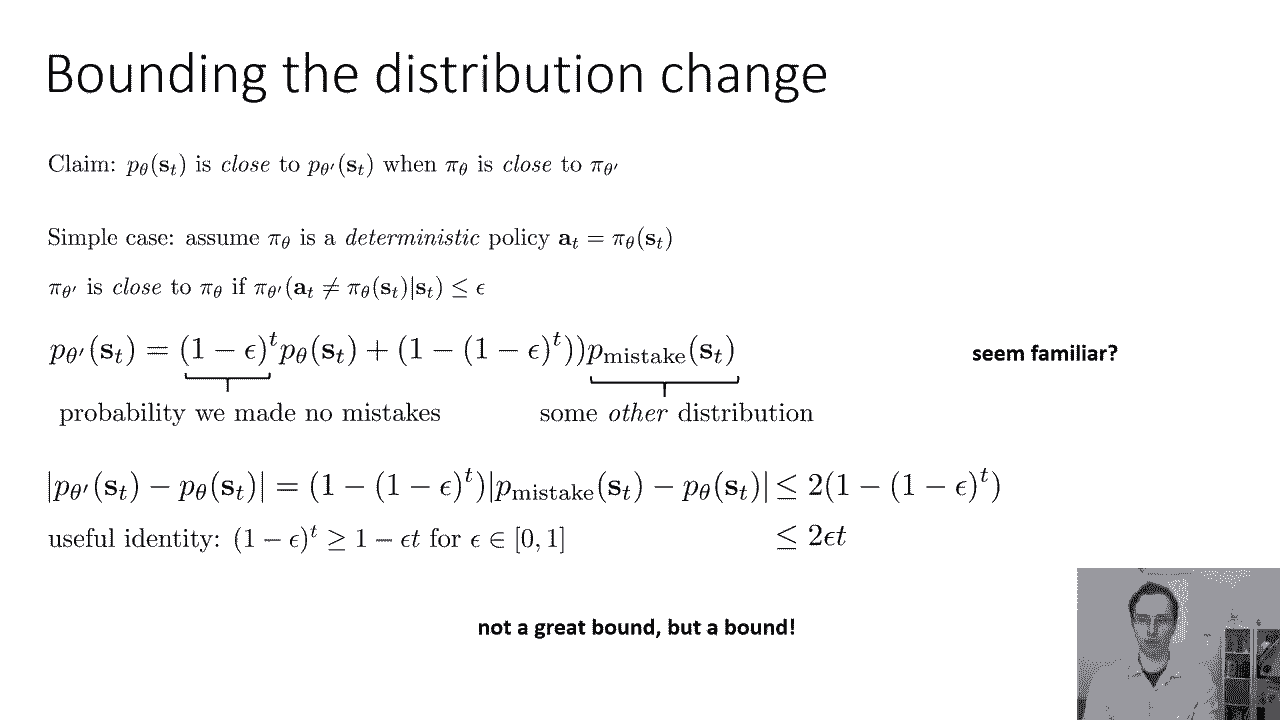 Bounding the distribution change
Claim: $p_\theta(\mathbf{s}_t)$ is close to $p_{\theta'}(\mathbf{s}_t)$ when $\pi_\theta$ is close to $\pi_{\theta'}$
Simple case: assume $\pi_\theta$ is a deterministic policy $\mathbf{a}_t = \pi_\theta(\mathbf{s}_t)$
$\pi_{\theta'}$ is close to $\pi_\theta$ if $\pi_{\theta'}(\mathbf{a}_t \neq \pi_\theta(\mathbf{s}_t)|\mathbf{s}_t) \leq \epsilon$
$p_{\theta'}(\mathbf{s}_t) = (1 - \epsilon)^t p_\theta(\mathbf{s}_t) + (1 - (1 - \epsilon)^t))p_{\text{mistake}}(\mathbf{s}_t)$ seem familiar?
probability we made no mistakes some other distribution
$|p_{\theta'}(\mathbf{s}_t) - p_\theta(\mathbf{s}_t)| = (1 - (1 - \epsilon)^t)|p_{\text{mistake}}(\mathbf{s}_t) - p_\theta(\mathbf{s}_t)| \leq 2(1 - (1 - \epsilon)^t)$
useful identity: $(1 - \epsilon)^t \geq 1 - \epsilon t$ for $\epsilon \in [0, 1]$ $\leq 2\epsilon t$
not a great bound, but a bound!